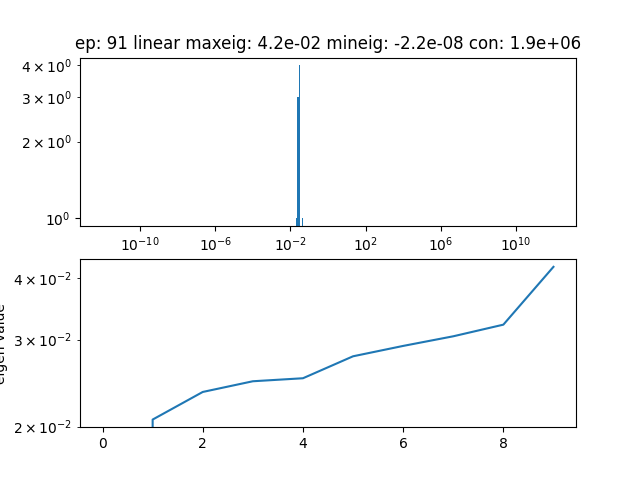 ep: 91 linear maxeig: 4.2e-02 mineig: -2.2e-08 con: 1.9e+06
4 × 10⁰
3 × 10⁰
2 × 10⁰
10⁰
10⁻¹⁰ 10⁻⁶ 10⁻² 10² 10⁶ 10¹⁰
eigen value
4 × 10⁻²
3 × 10⁻²
2 × 10⁻²
0 2 4 6 8